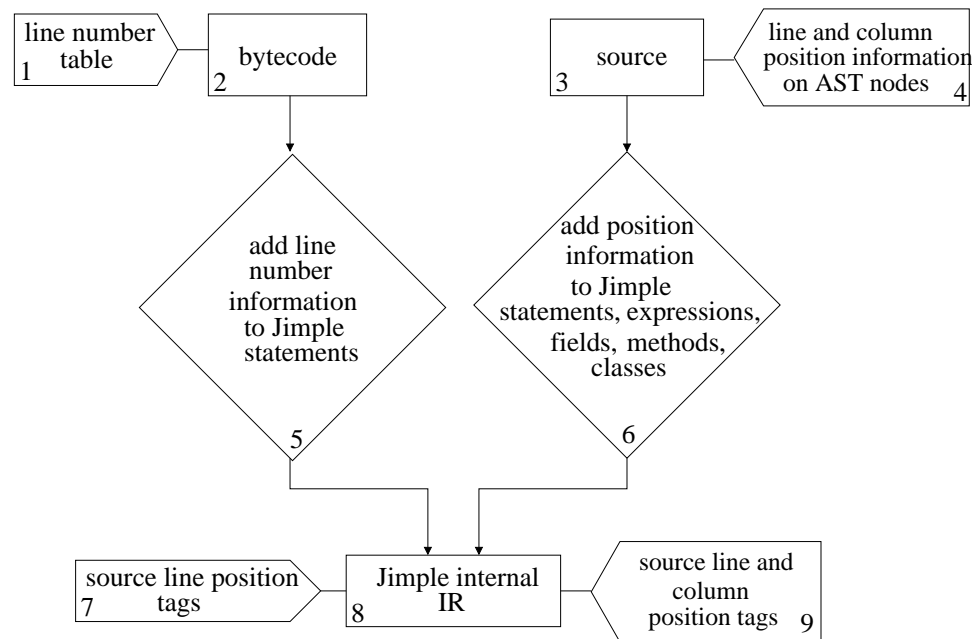 line number
table
1
bytecode
2
source
3
line and column
position information
on AST nodes
4
add line
number
information
to Jimple
statements
5
add position
information
to Jimple
statements, expressions,
fields, methods,
classes
6
source line position
tags
7
Jimple internal
IR
8
source line and
column
position tags
9